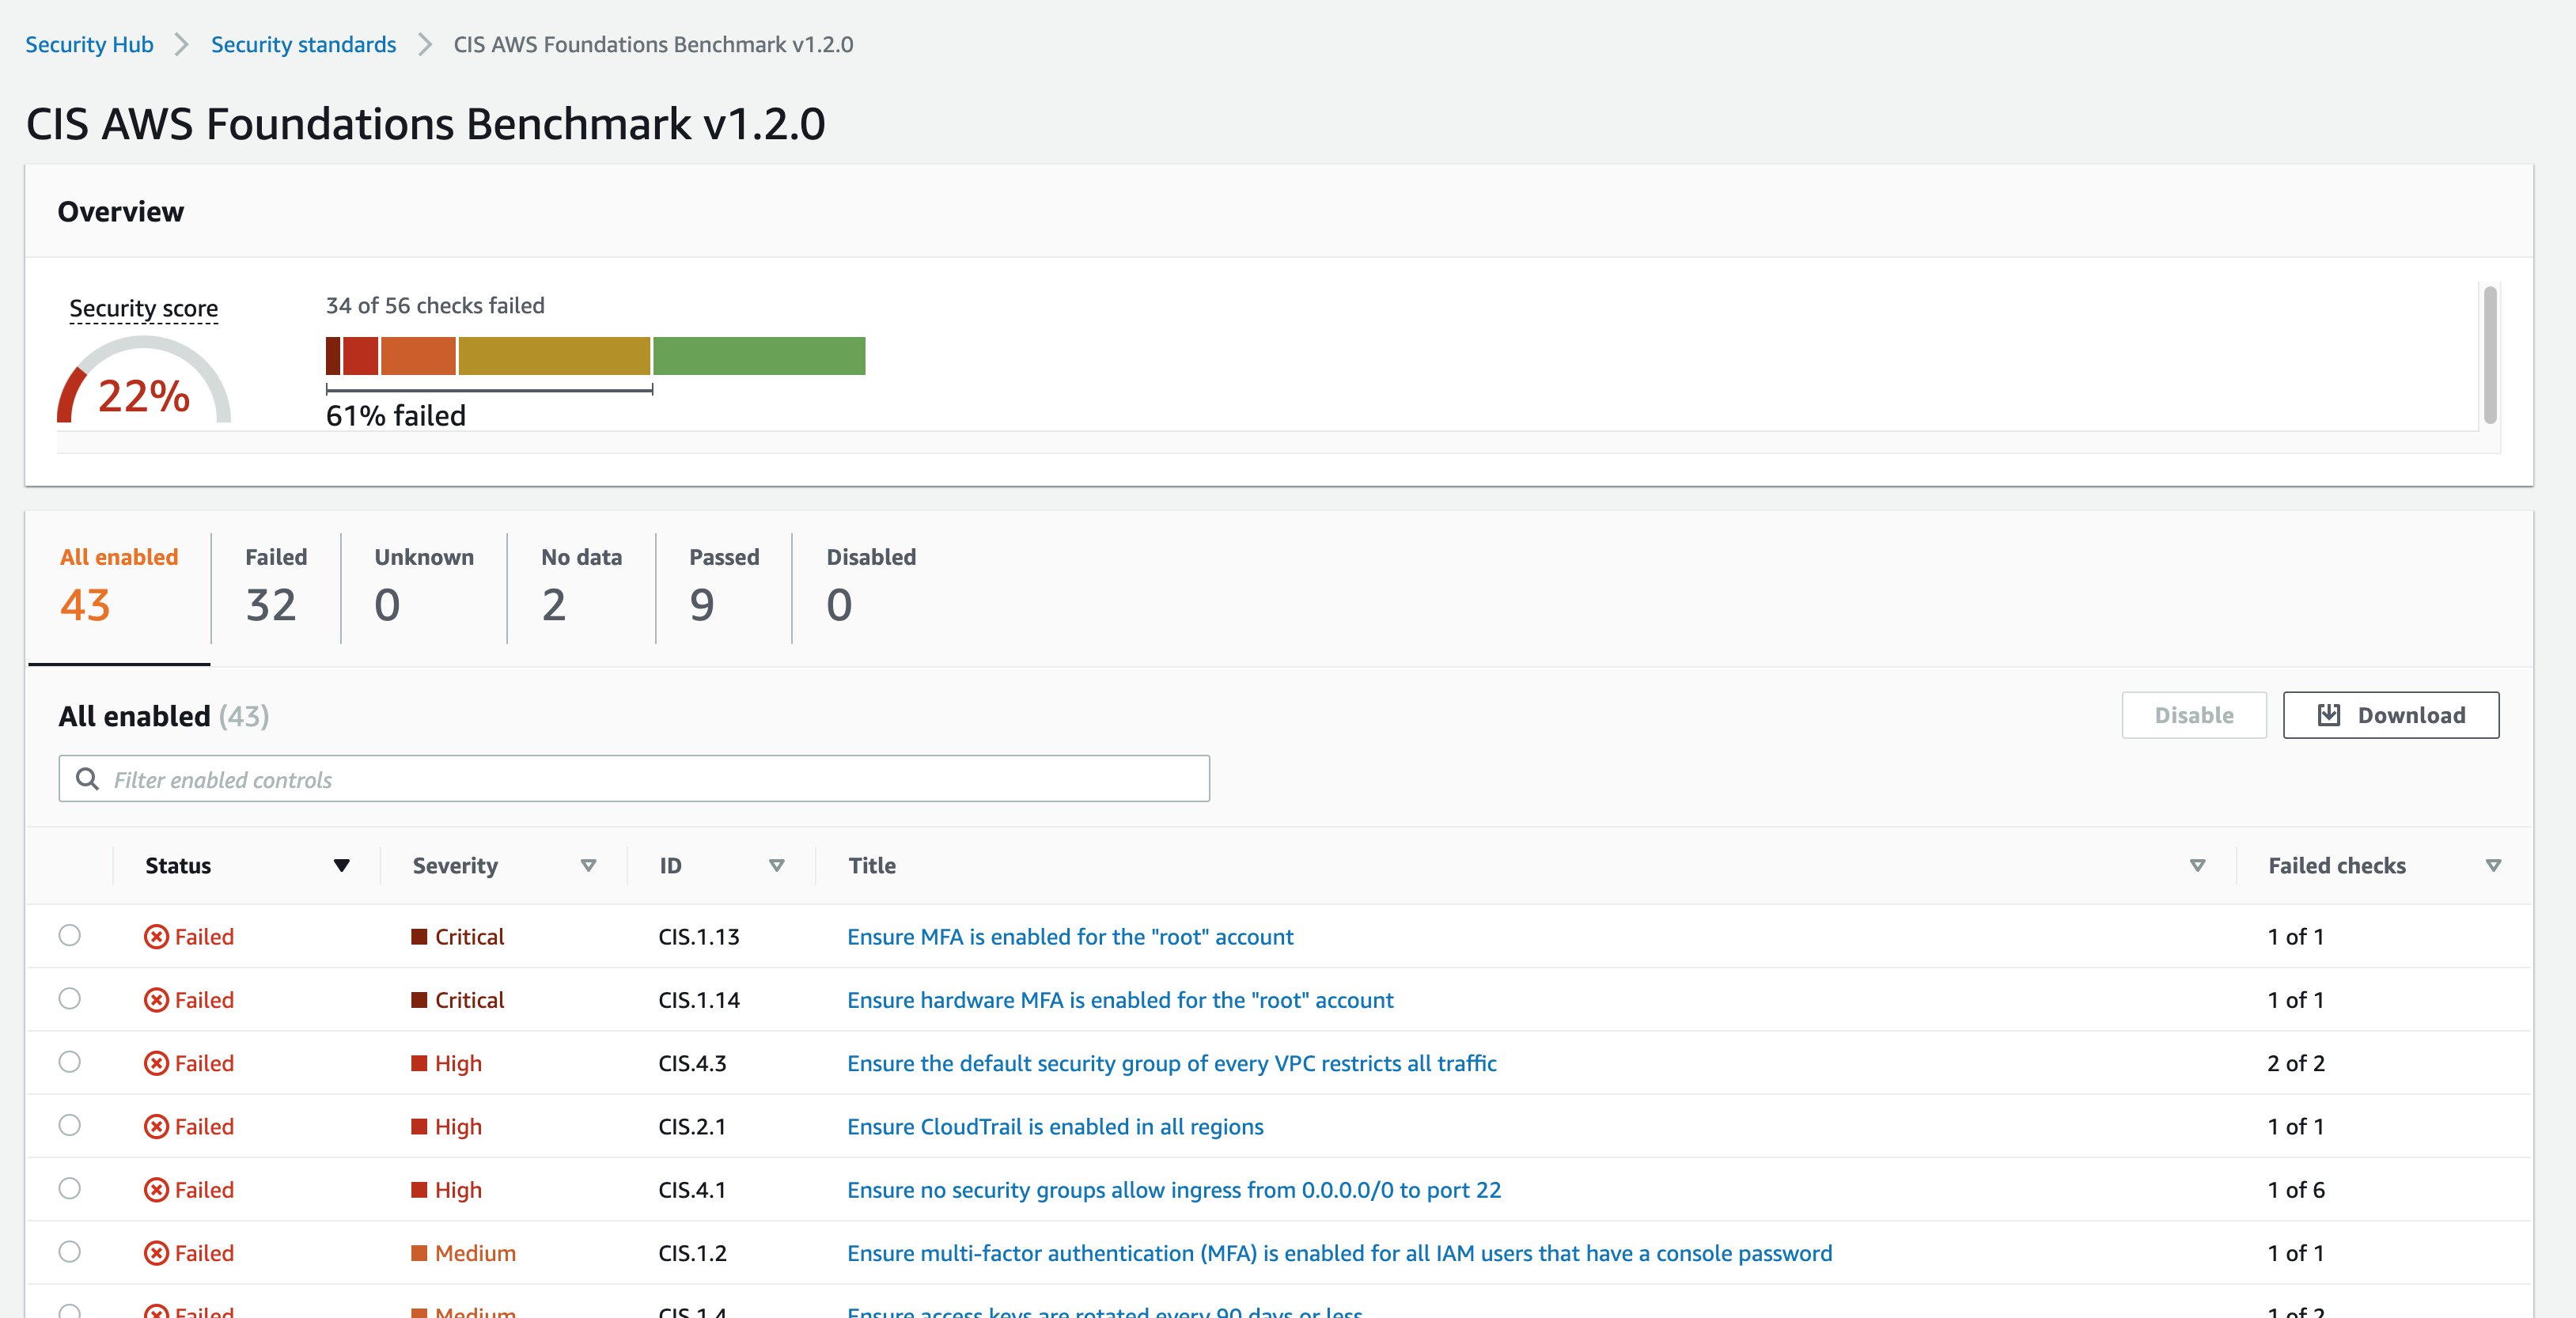 Security Hub > Security standards > CIS AWS Foundations Benchmark v1.2.0
CIS AWS Foundations Benchmark v1.2.0
Overview
Security score
22%
34 of 56 checks failed
61% failed
All enabled Failed Unknown No data Passed Disabled
43 32 0 2 9 0
All enabled (43)
Disable Download
Filter enabled controls
Status Severity ID Title Failed checks
Failed Critical CIS.1.13 Ensure MFA is enabled for the "root" account 1 of 1
Failed Critical CIS.1.14 Ensure hardware MFA is enabled for the "root" account 1 of 1
Failed High CIS.4.3 Ensure the default security group of every VPC restricts all traffic 2 of 2
Failed High CIS.2.1 Ensure CloudTrail is enabled in all regions 1 of 1
Failed High CIS.4.1 Ensure no security groups allow ingress from 0.0.0.0/0 to port 22 1 of 6
Failed Medium CIS.1.2 Ensure multi-factor authentication (MFA) is enabled for all IAM users that have a console password 1 of 1
Failed Medium CIS.1.4 Ensure access keys are rotated every 90 days or less 1 of 2